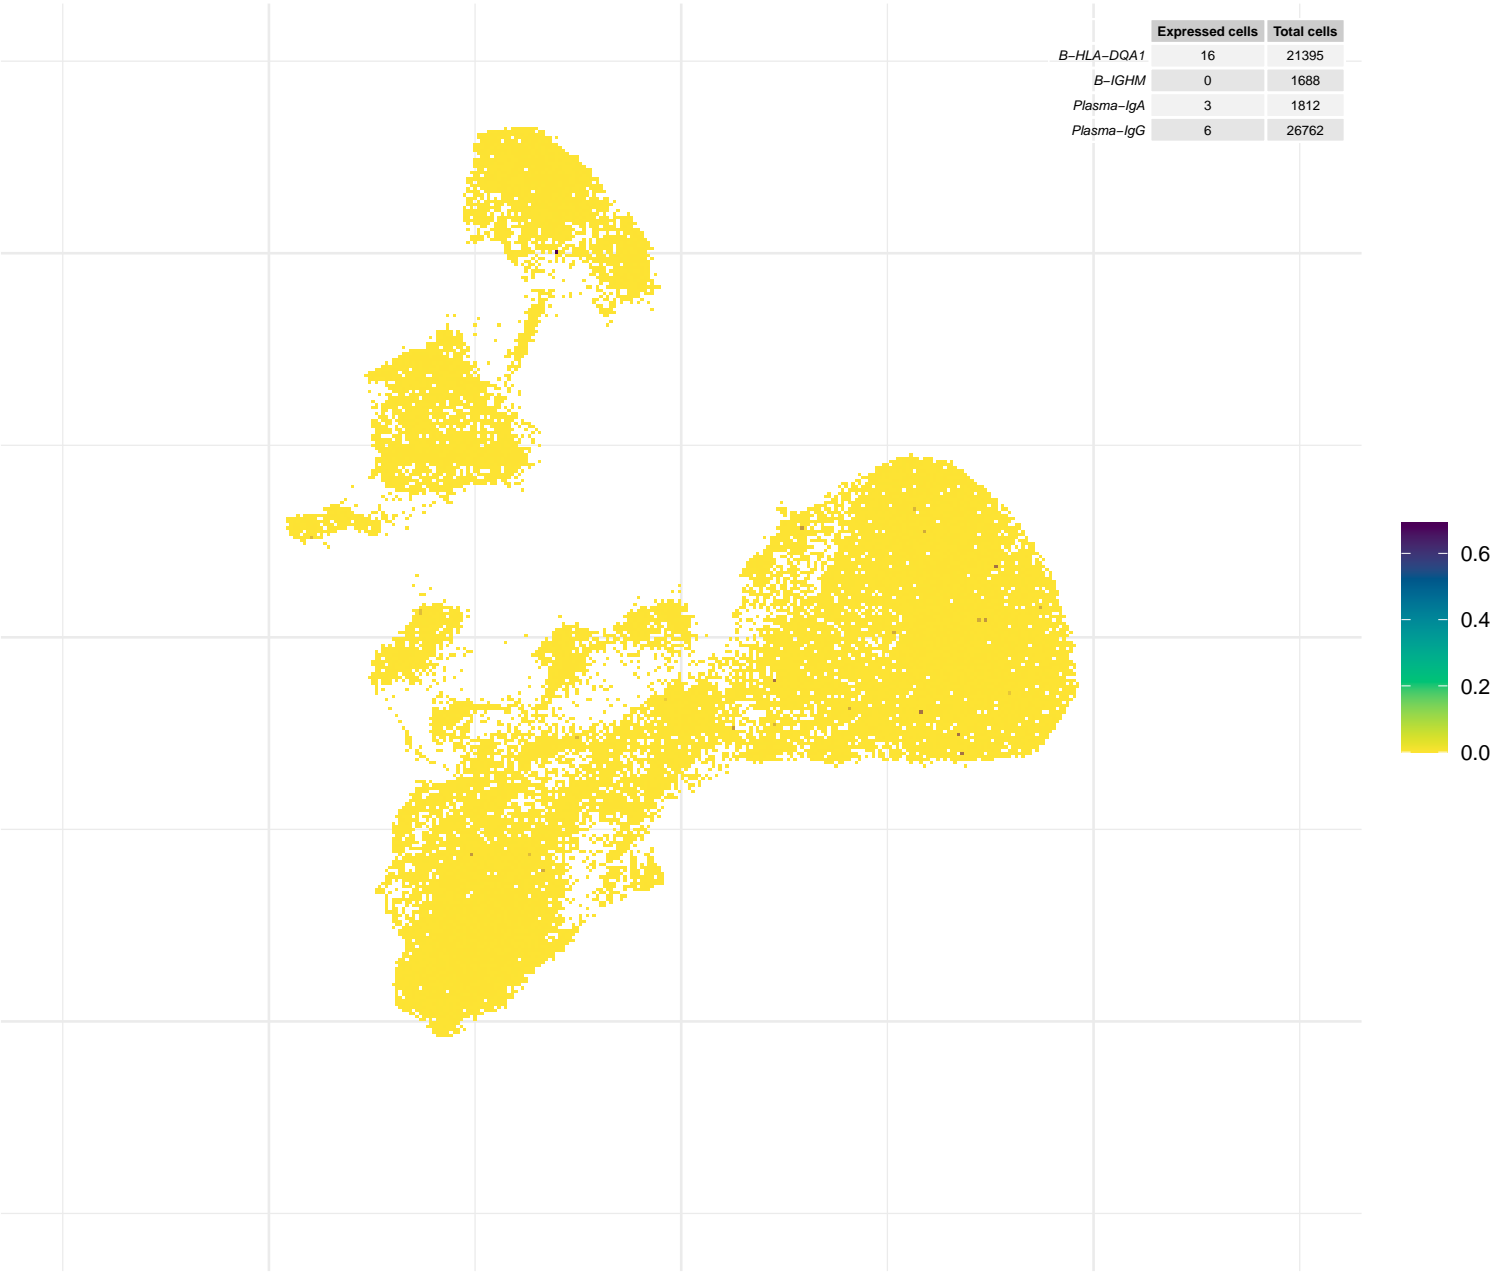 Expressed cells Total cells
B−HLA−DQA1 16 21395
B−IGHM 0 1688
Plasma−IgA 3 1812
Plasma−IgG 6 26762
0.6
0.4
0.2
0.0